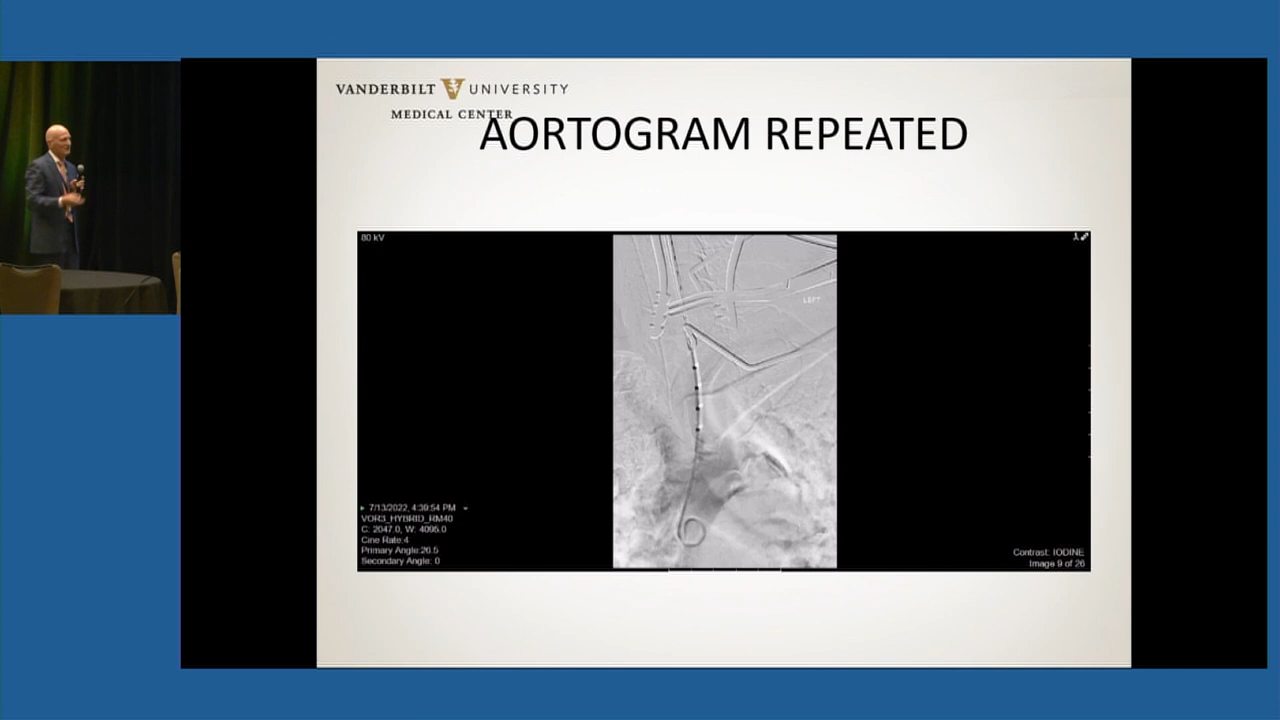 VANDERBILT UNIVERSITY
MEDICAL CENTER
AORTOGRAM REPEATED
80 kV
LEFT
7/13/2022, 4:39:54 PM
VOR3_HYBRID_RM40
C: 2047.0, W: 4095.0
Cine Rate:4
Primary Angle:26.5
Secondary Angle: 0
Contrast: IODINE
Image 9 of 26